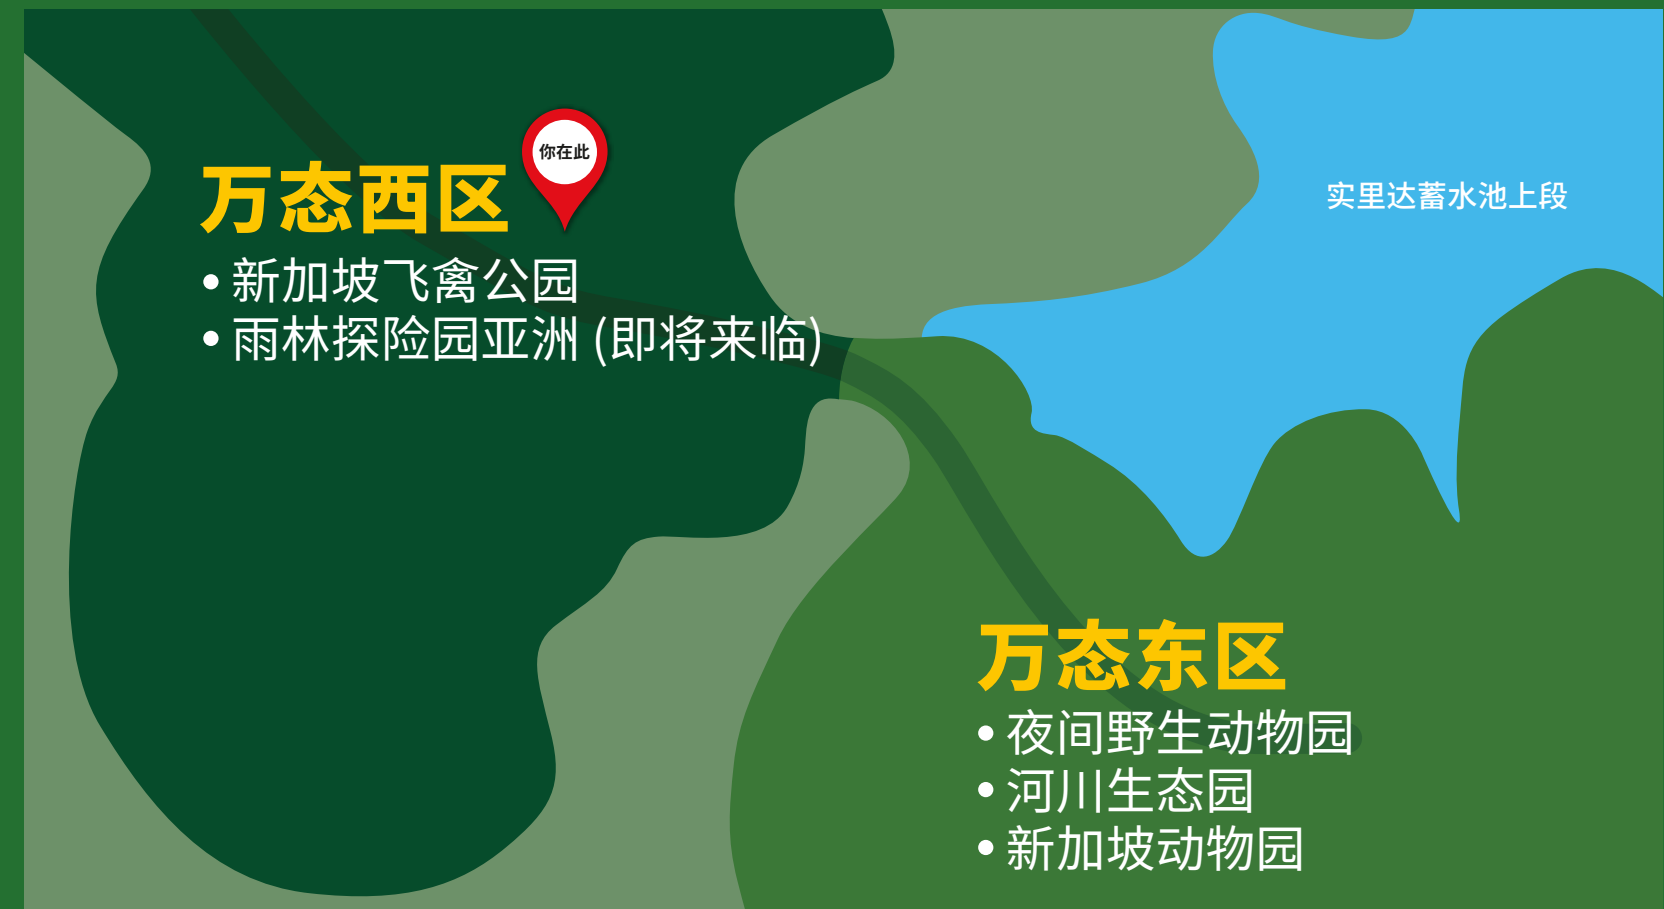 你在此
万态西区
• 新加坡飞禽公园
• 雨林探险园亚洲 (即将来临)
实里达蓄水池上段
万态东区
• 夜间野生动物园
• 河川生态园
• 新加坡动物园